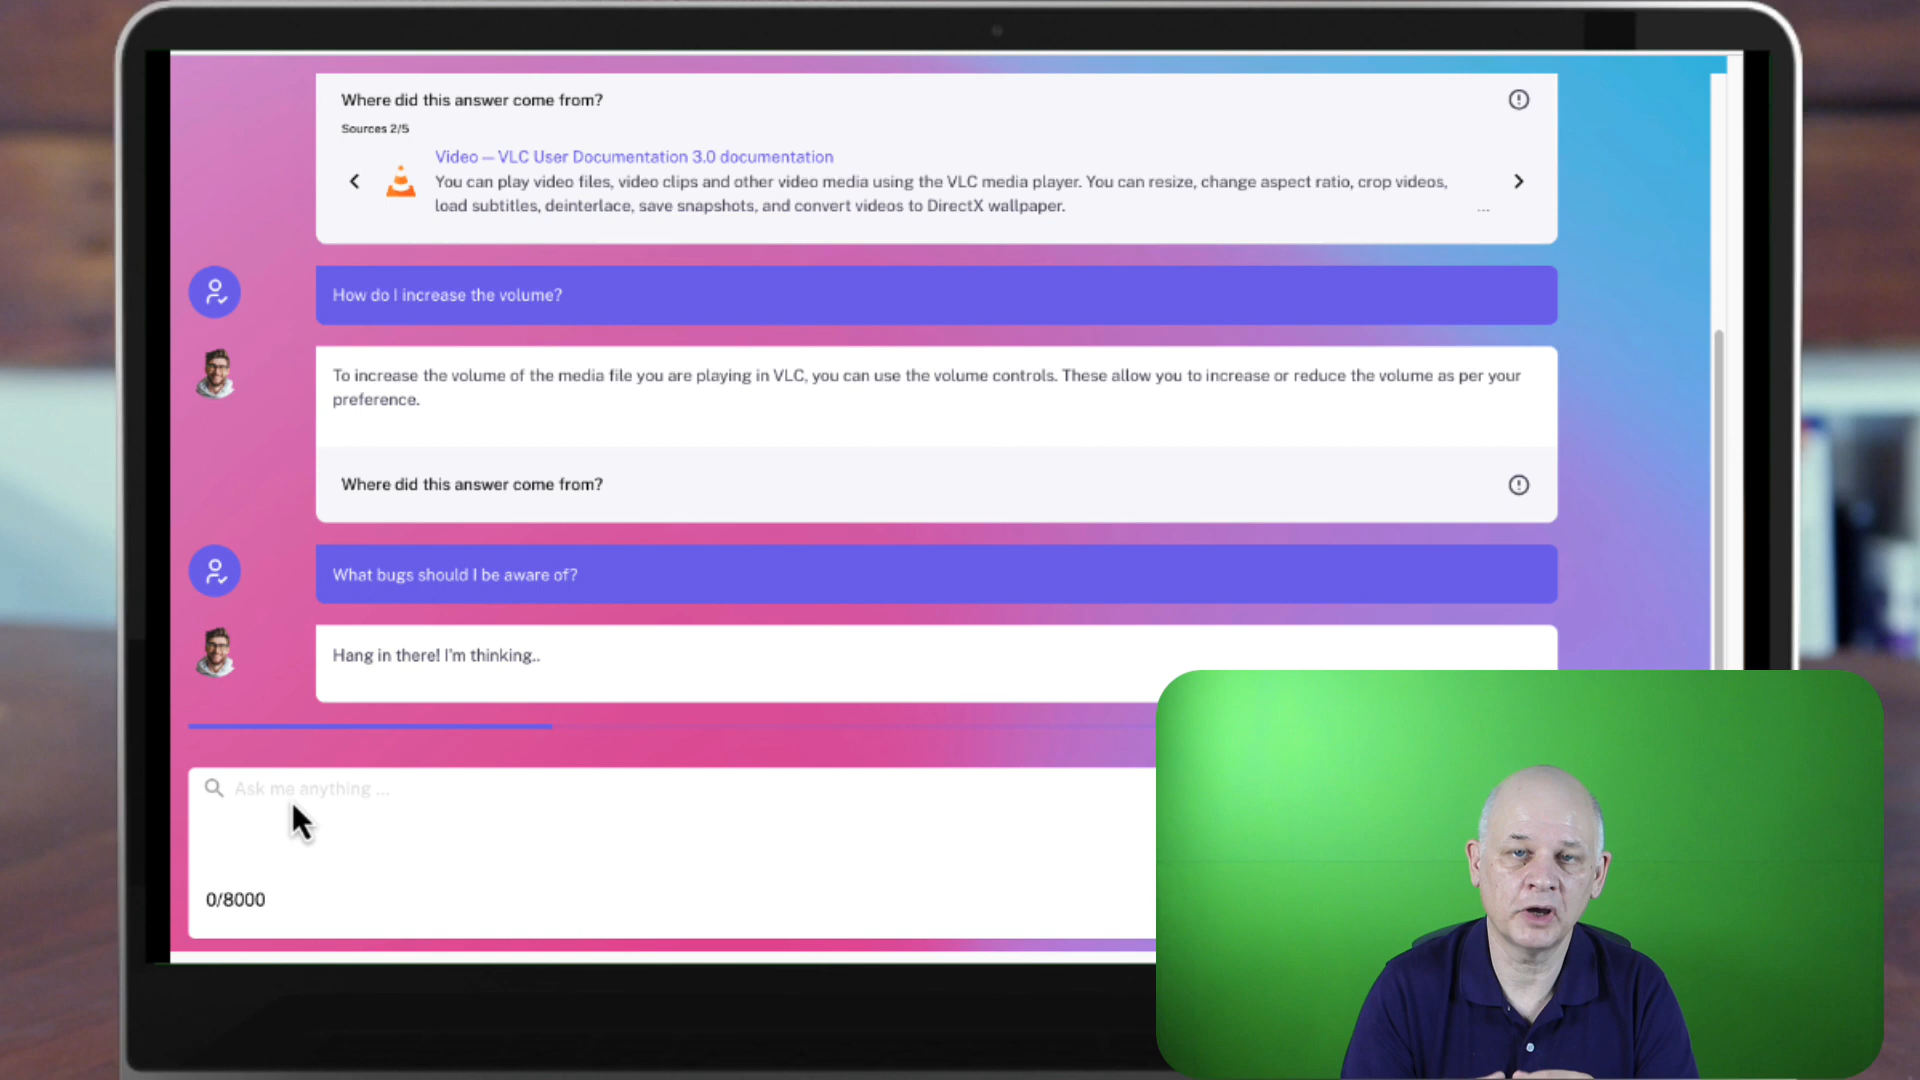 Where did this answer come from?
Sources 2/5
Video — VLC User Documentation 3.0 documentation
You can play video files, video clips and other video media using the VLC media player. You can resize, change aspect ratio, crop videos,
load subtitles, deinterlace, save snapshots, and convert videos to DirectX wallpaper.
...
How do I increase the volume?
To increase the volume of the media file you are playing in VLC, you can use the volume controls. These allow you to increase or reduce the volume as per your
preference.
Where did this answer come from?
What bugs should I be aware of?
Hang in there! I'm thinking..
Ask me anything ...
0/8000